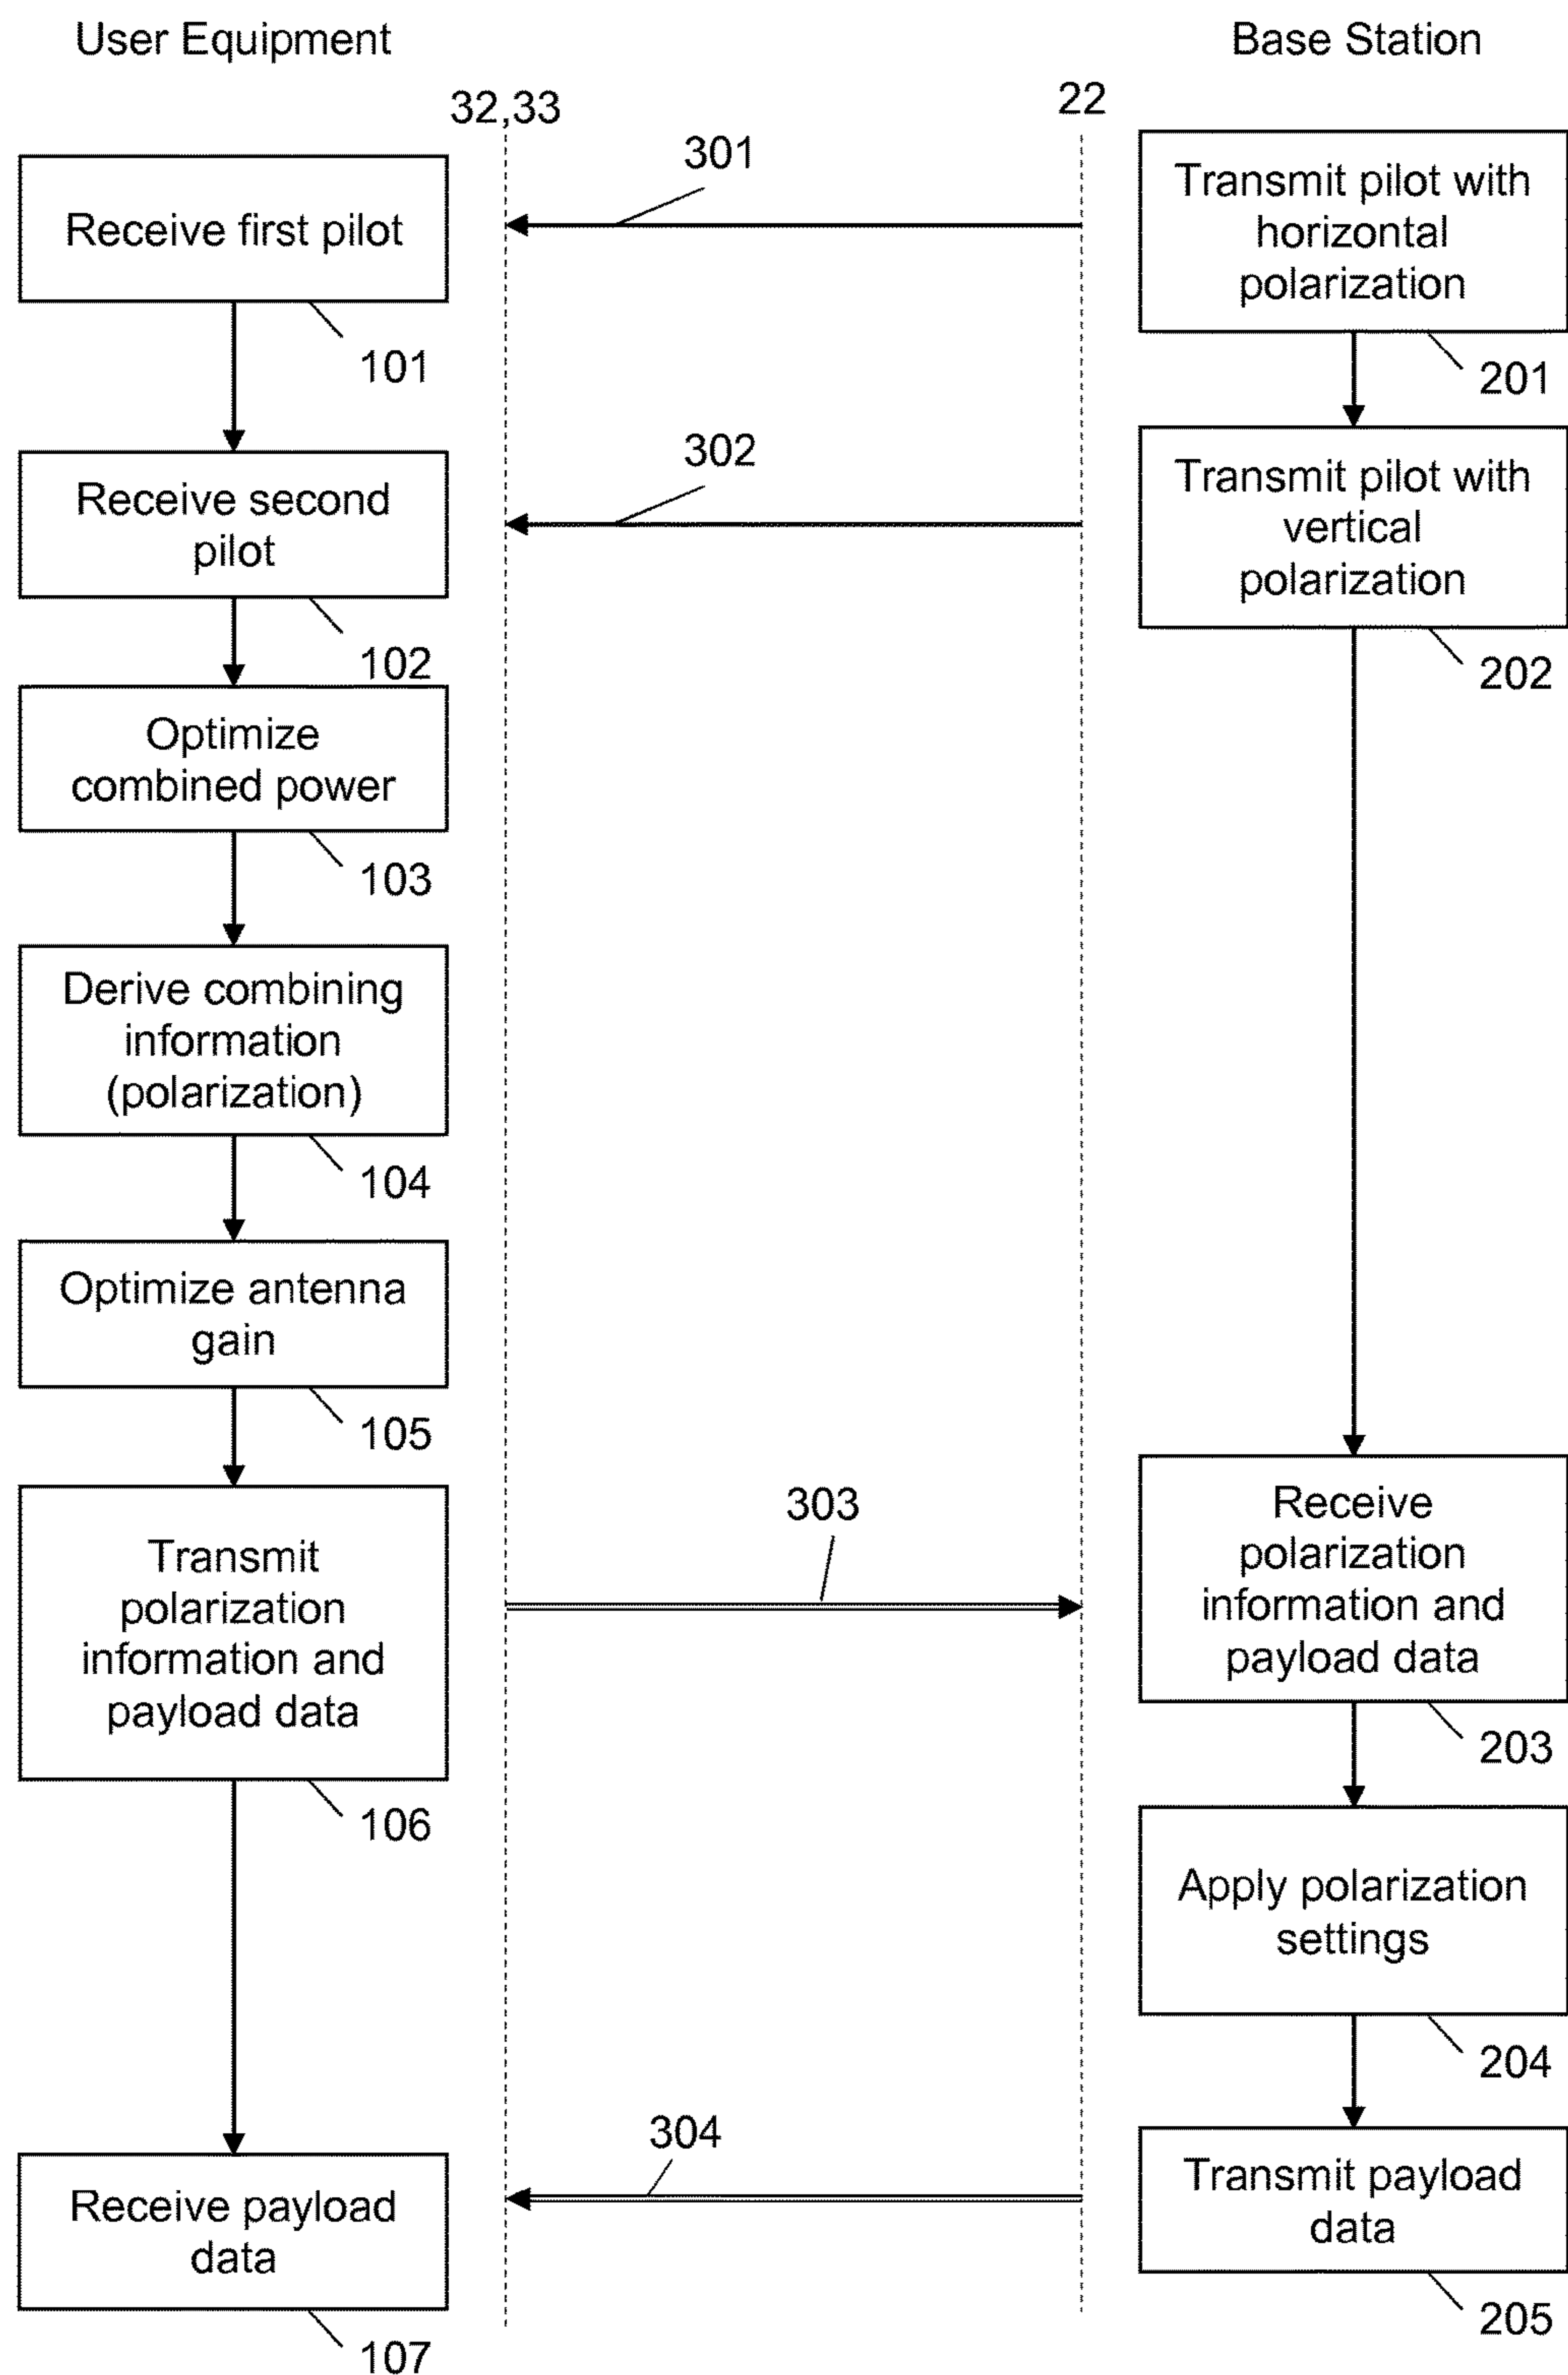 User Equipment
Base Station
32,33
22
301
Transmit pilot with
horizontal
polarization
Receive first pilot
101
201
302
Receive second
pilot
Transmit pilot with
vertical
polarization
102
202
Optimize
combined power
103
Derive combining
information
(polarization)
104
Optimize antenna
gain
105
Transmit
polarization
information and
payload data
303
Receive
polarization
information and
payload data
203
106
Apply polarization
settings
204
304
Transmit payload
data
Receive payload
data
205
107